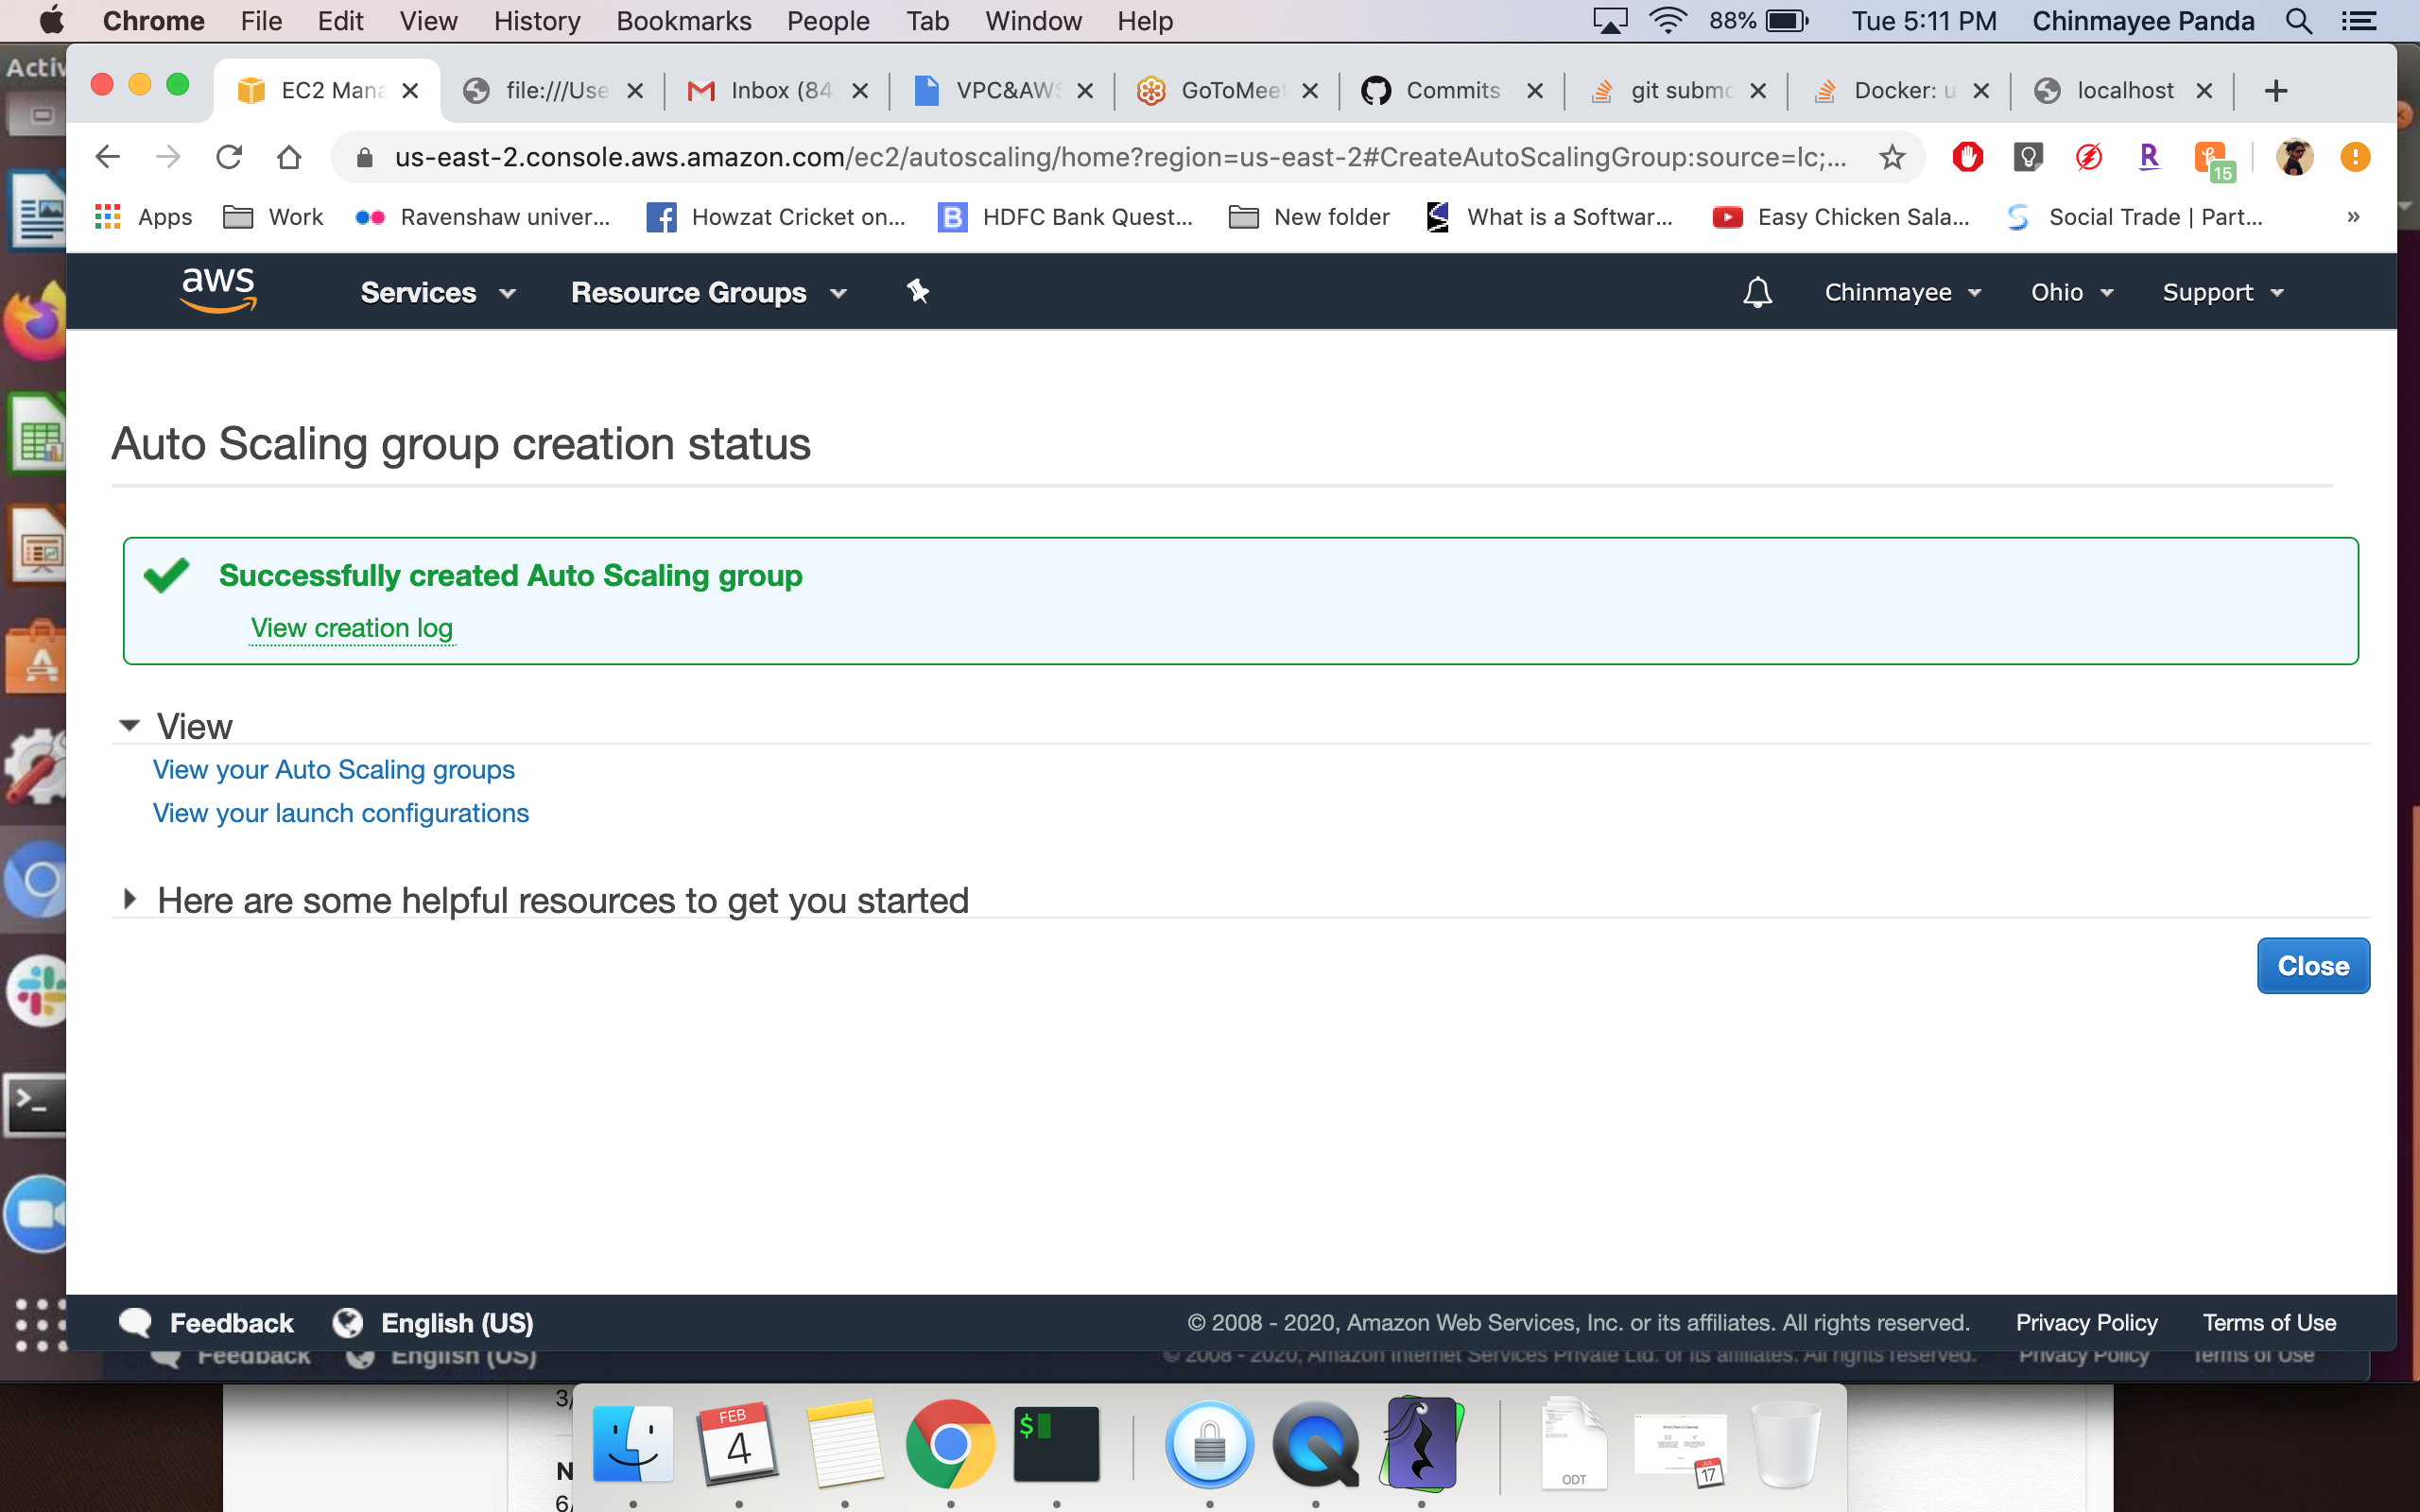 Chrome File Edit View History Bookmarks People Tab Window Help 88% Tue 5:11 PM Chinmayee Panda
Activ
EC2 Mana file:///Use Inbox (84 VPC&AWS GoToMeet Commits git submo Docker: u localhost
us-east-2.console.aws.amazon.com/ec2/autoscaling/home?region=us-east-2#CreateAutoScalingGroup:source=lc;... R 15
Apps Work Ravenshaw univer... Howzat Cricket on... B HDFC Bank Quest... New folder What is a Softwar... Easy Chicken Sala... Social Trade | Part... »
aws Services Resource Groups Chinmayee Ohio Support
Auto Scaling group creation status
Successfully created Auto Scaling group
View creation log
View
View your Auto Scaling groups
View your launch configurations
Here are some helpful resources to get you started
Close
Feedback English (US) © 2008 - 2020, Amazon Web Services, Inc. or its affiliates. All rights reserved. Privacy Policy Terms of Use
Feedback English (US) © 2008 - 2020, Amazon Internet Services Private Ltd. or its affiliates. All rights reserved. Privacy Policy Terms of Use
3/
N
6/
FEB
4
$
ODT
JUL
17